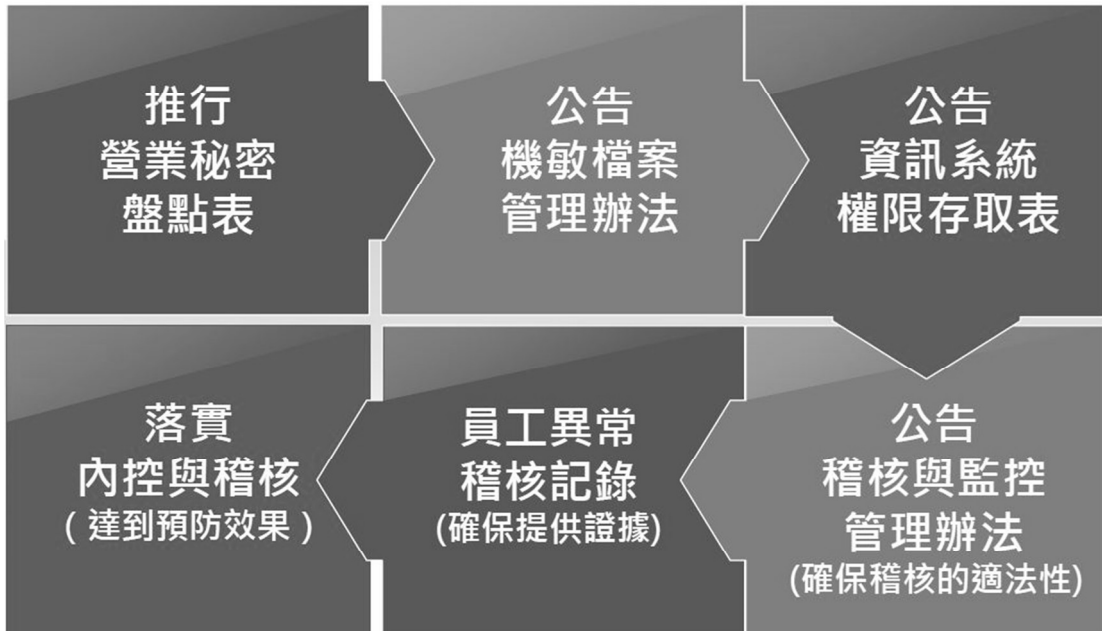 推行
營業秘密
盤點表
公告
機敏檔案
管理辦法
公告
資訊系統
權限存取表
公告
稽核與監控
管理辦法
(確保稽核的適法性)
員工異常
稽核記錄
(確保提供證據)
落實
內控與稽核
( 達到預防效果 )